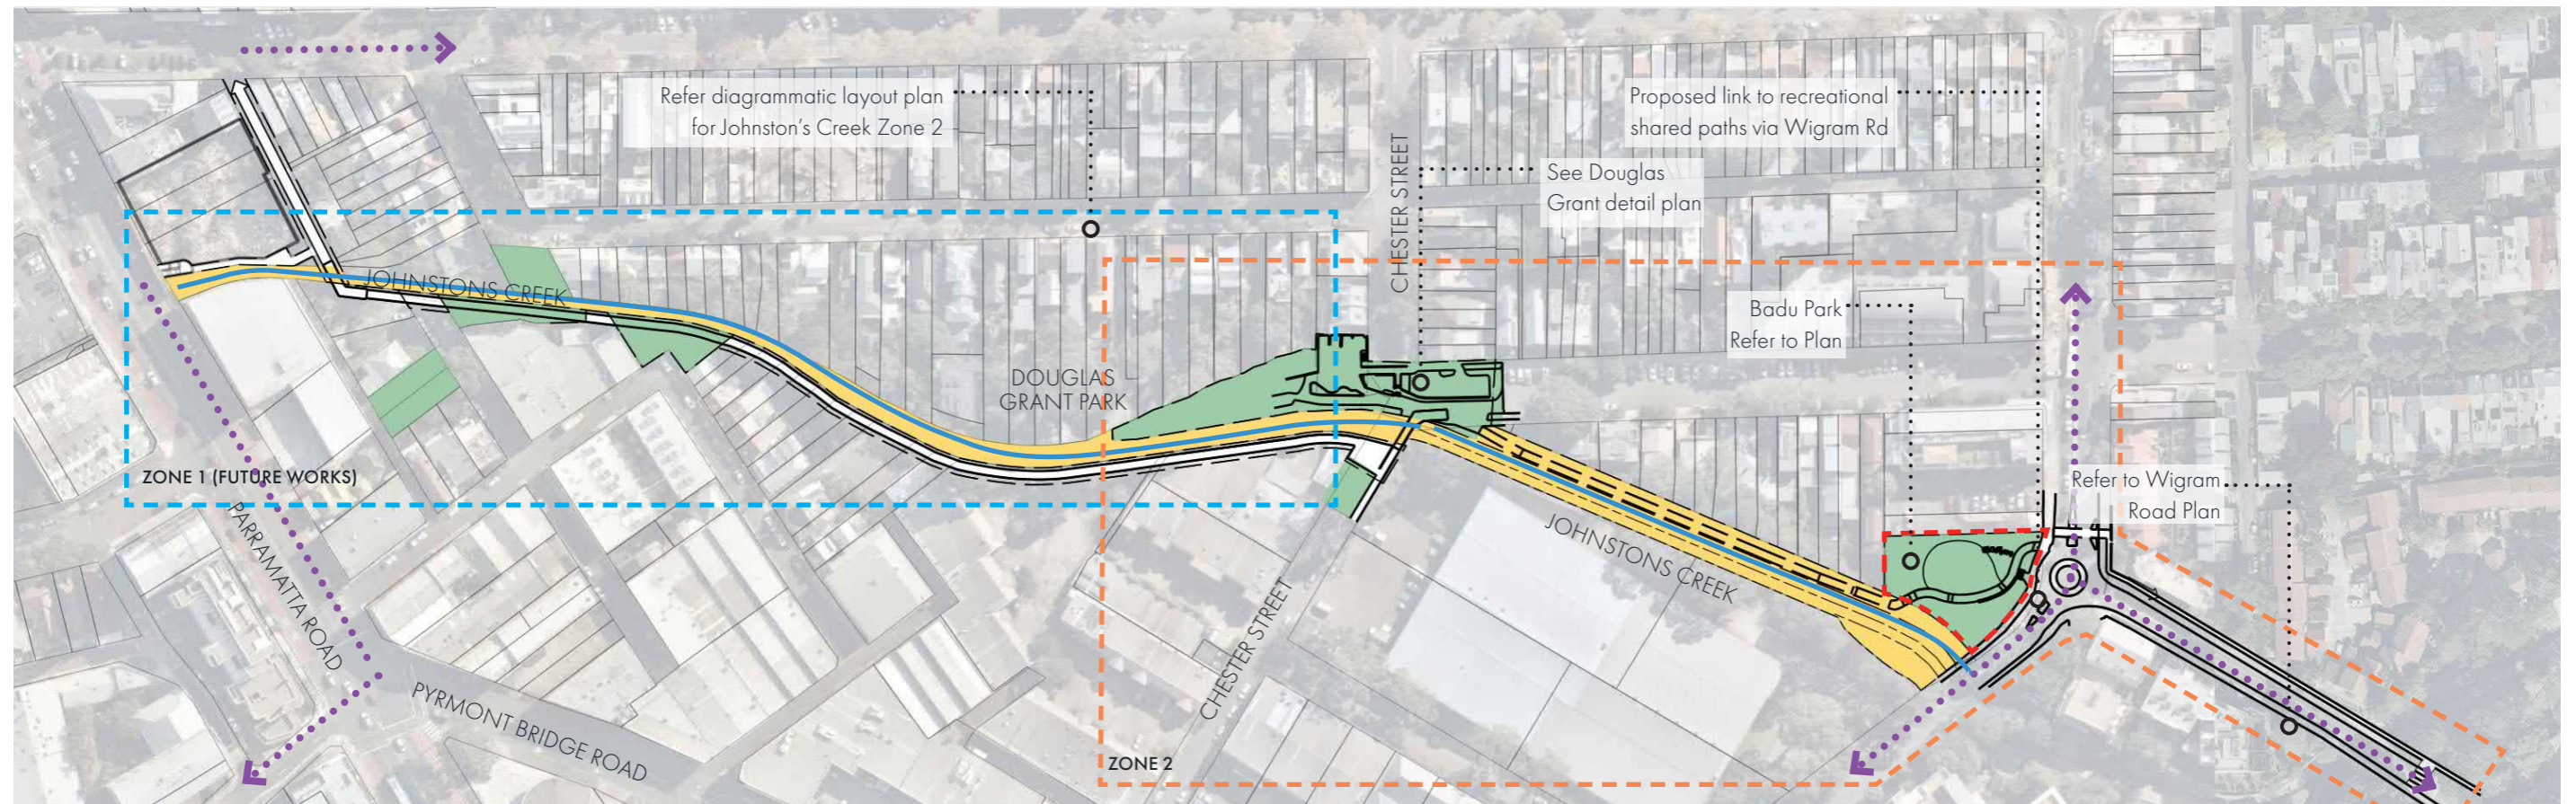 Refer diagrammatic layout plan
for Johnston's Creek Zone 2
Proposed link to recreational
shared paths via Wigram Rd
CHESTER STREET
See Douglas
Grant detail plan
JOHNSTONS CREEK
Badu Park
Refer to Plan
DOUGLAS
GRANT PARK
ZONE 1 (FUTURE WORKS)
Refer to Wigram
Road Plan
PARRAMATTA ROAD
JOHNSTONS CREEK
CHESTER STREET
PYRMONT BRIDGE ROAD
ZONE 2